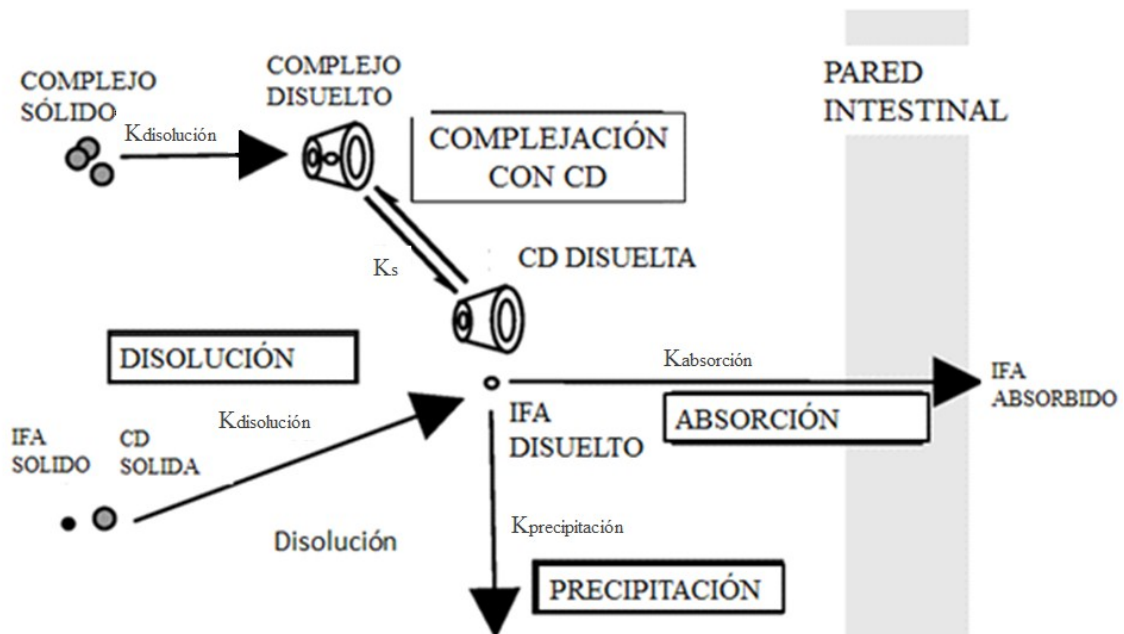 COMPLEJO
SÓLIDO
Kdisolución
COMPLEJO
DISUELTO
COMPLEJACIÓN
CON CD
PARED
INTESTINAL
Ks
CD DISUELTA
DISOLUCIÓN
Kdisolución
IFA
SOLIDO
CD
SOLIDA
Disolución
IFA
DISUELTO
Kabsorción
ABSORCIÓN
IFA
ABSORBIDO
Kprecipitación
PRECIPITACIÓN